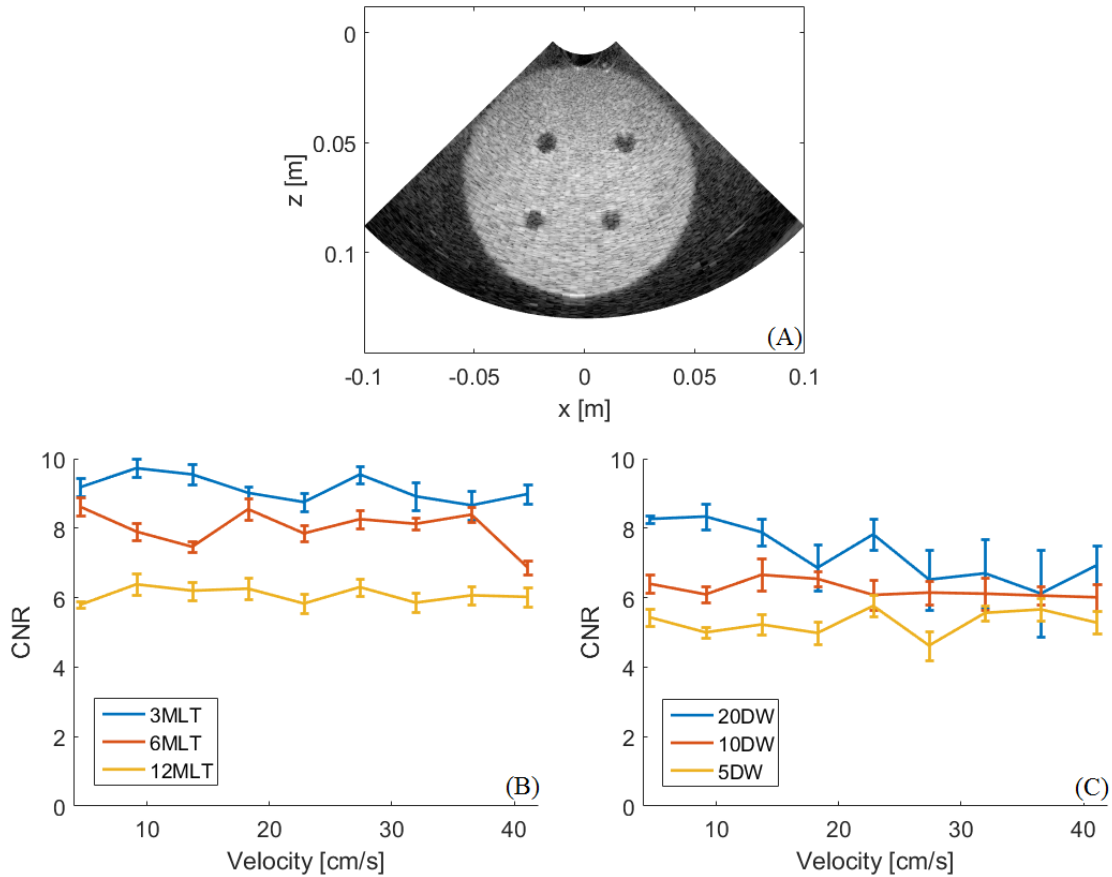 0
0.05
0.1
z [m]
(A)
-0.1 -0.05 0 0.05 0.1
x [m]
10
8
6
4
2
0
CNR
3MLT
6MLT
12MLT
(B)
10 20 30 40
Velocity [cm/s]
10
8
6
4
2
0
CNR
20DW
10DW
5DW
(C)
10 20 30 40
Velocity [cm/s]